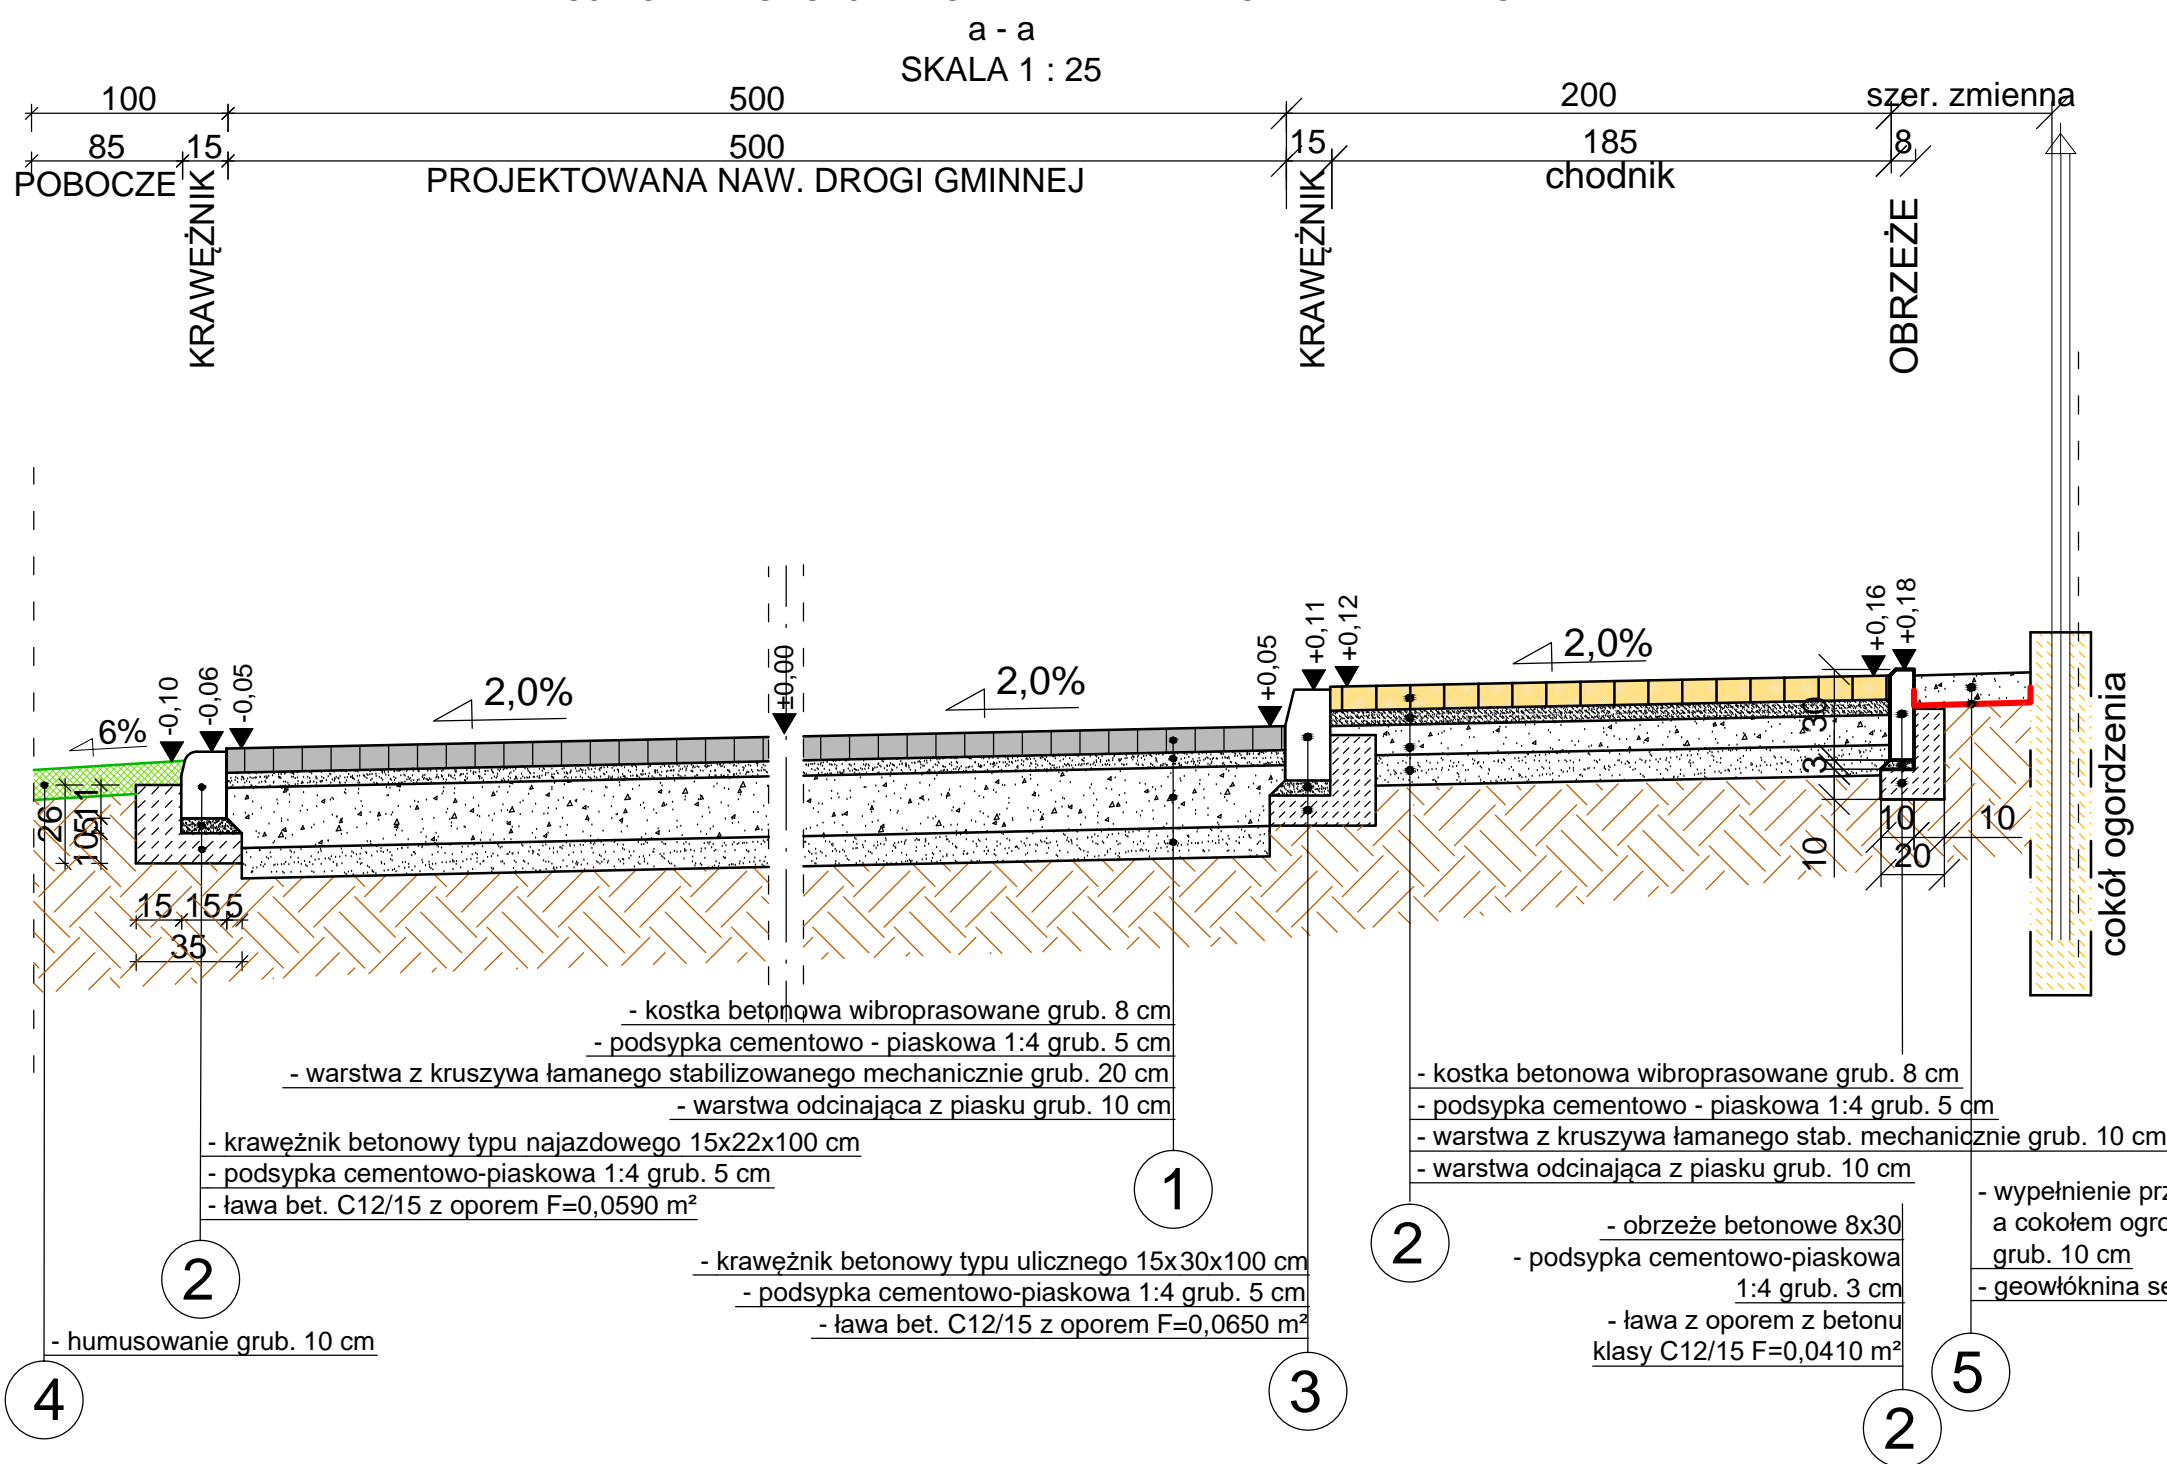 a - a
SKALA 1 : 25
100
500
200
szer. zmienna
85
15
500
15
185
8
POBOCZE
KRAWĘŻNIK
PROJEKTOWANA NAW. DROGI GMINNEJ
KRAWĘŻNIK
chodnik
OBRZEŻE
6%
-0,10
-0,06
-0,05
2,0%
±0,00
2,0%
+0,05
+0,11
+0,12
2,0%
+0,16
+0,18
cokół ogordzenia
26
11
5
10
15
15
5
35
30
3
10
10
10
20
- kostka betonowa wibroprasowane grub. 8 cm
- podsypka cementowo - piaskowa 1:4 grub. 5 cm
- warstwa z kruszywa łamanego stabilizowanego mechanicznie grub. 20 cm
- warstwa odcinająca z piasku grub. 10 cm
1
- krawężnik betonowy typu najazdowego 15x22x100 cm
- podsypka cementowo-piaskowa 1:4 grub. 5 cm
- ława bet. C12/15 z oporem F=0,0590 m²
2
- kostka betonowa wibroprasowane grub. 8 cm
- podsypka cementowo - piaskowa 1:4 grub. 5 cm
- warstwa z kruszywa łamanego stab. mechanicznie grub. 10 cm
- warstwa odcinająca z piasku grub. 10 cm
2
- krawężnik betonowy typu ulicznego 15x30x100 cm
- podsypka cementowo-piaskowa 1:4 grub. 5 cm
- ława bet. C12/15 z oporem F=0,0650 m²
3
- obrzeże betonowe 8x30
- podsypka cementowo-piaskowa
1:4 grub. 3 cm
- ława z oporem z betonu
klasy C12/15 F=0,0410 m²
2
- wypełnienie
a cokołem
grub. 10 cm
- geowłóknina
5
- humusowanie grub. 10 cm
4